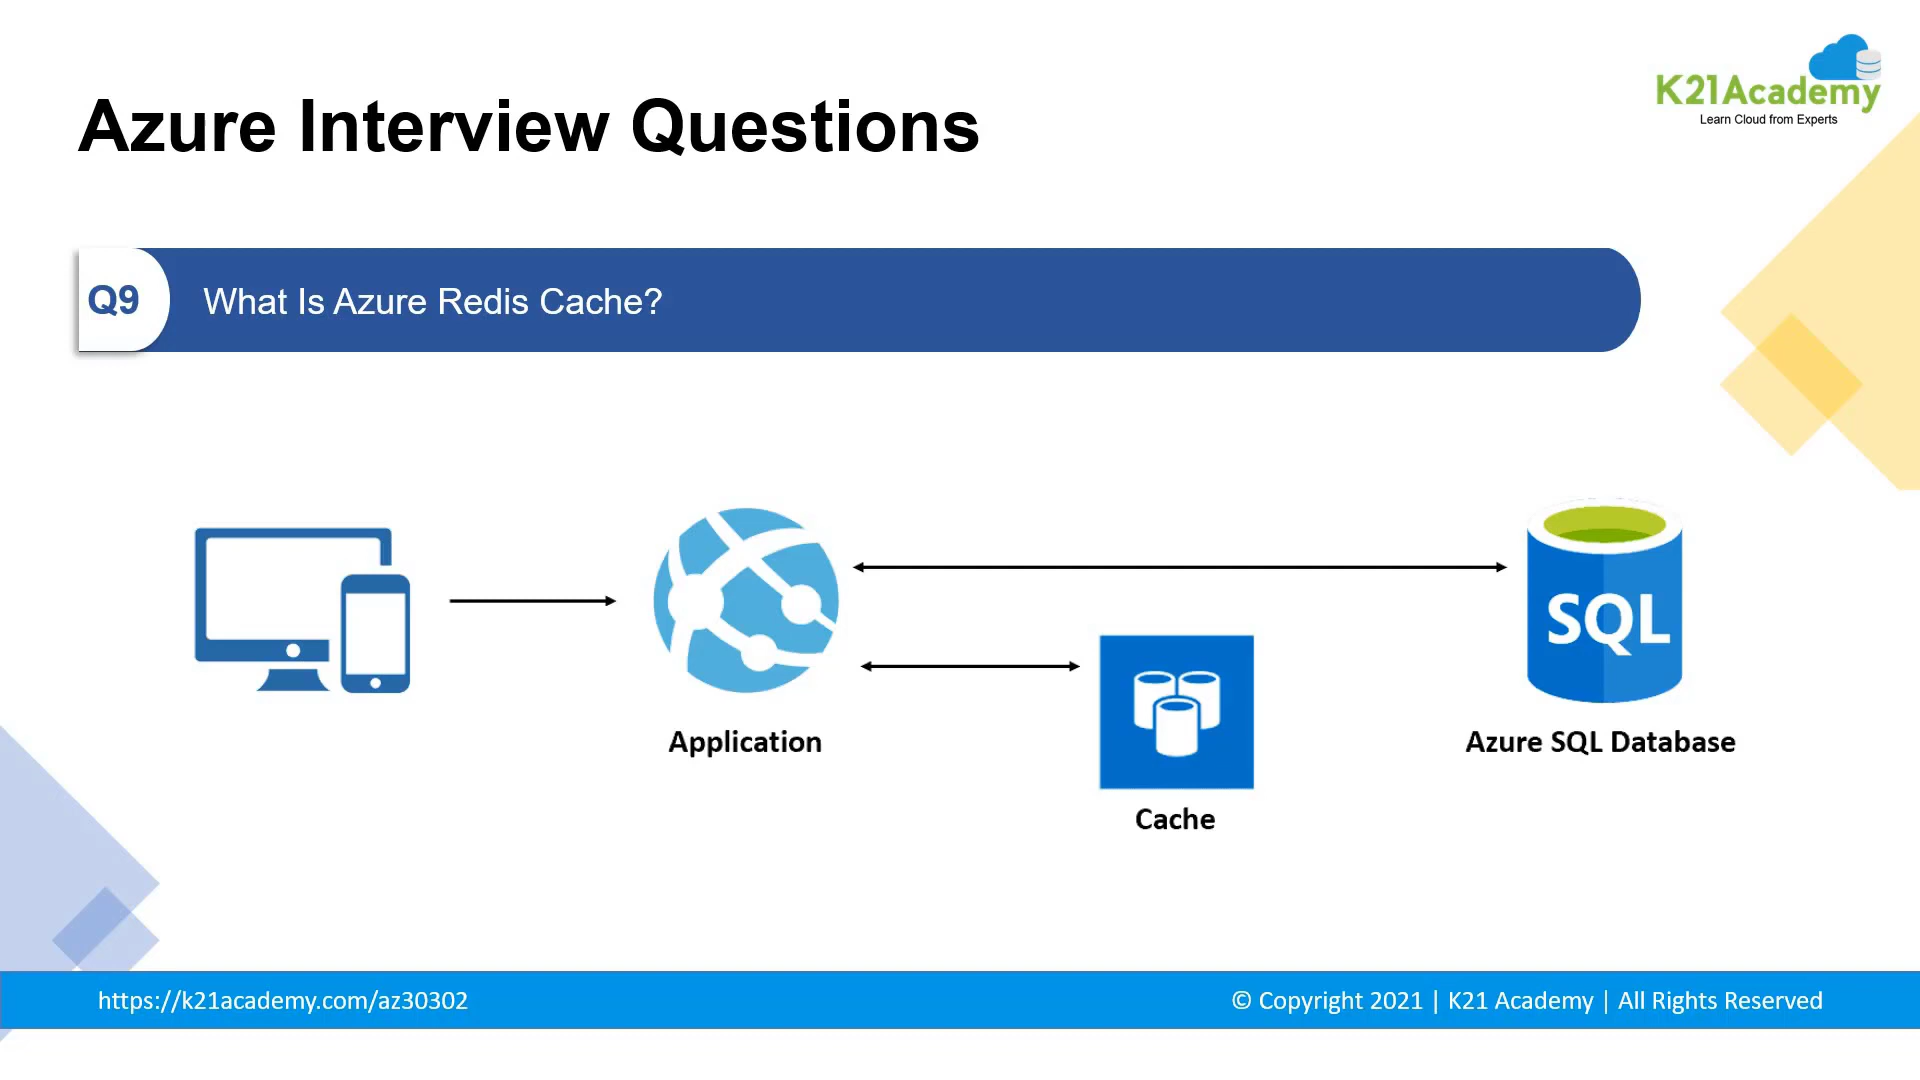 K21Academy
Learn Cloud from Experts
Azure Interview Questions
Q9 What Is Azure Redis Cache?
SQL
Application
Azure SQL Database
Cache
https://k21academy.com/az30302
© Copyright 2021 | K21 Academy | All Rights Reserved